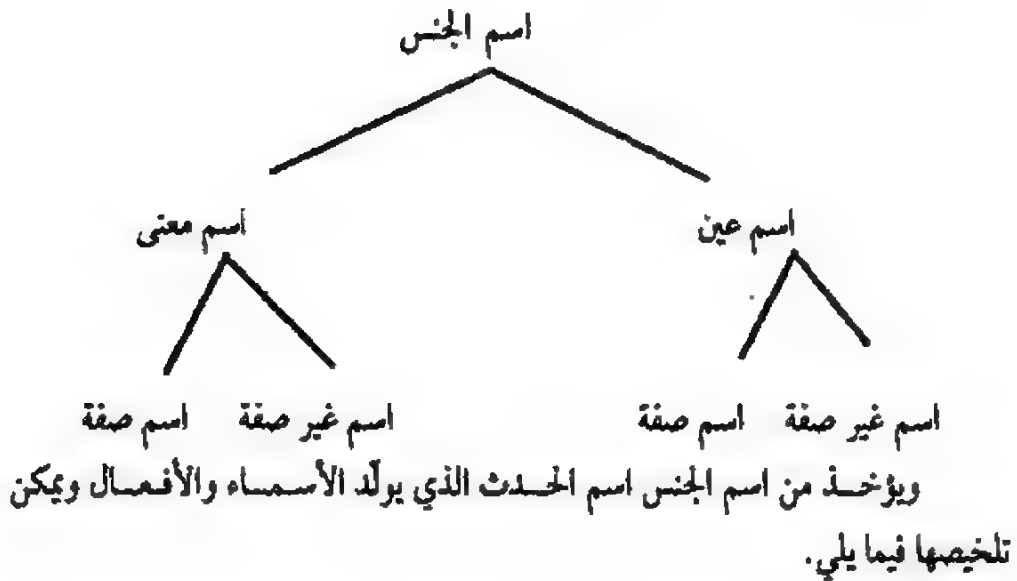 اسم الجنس
اسم عين اسم معنى
اسم غير صفة اسم صفة اسم غير صفة اسم صفة
ويؤخذ من اسم الجنس اسم الحدث الذي يولّد الأسماء والأفعال ويمكن
تلخيصها فيما يلي.